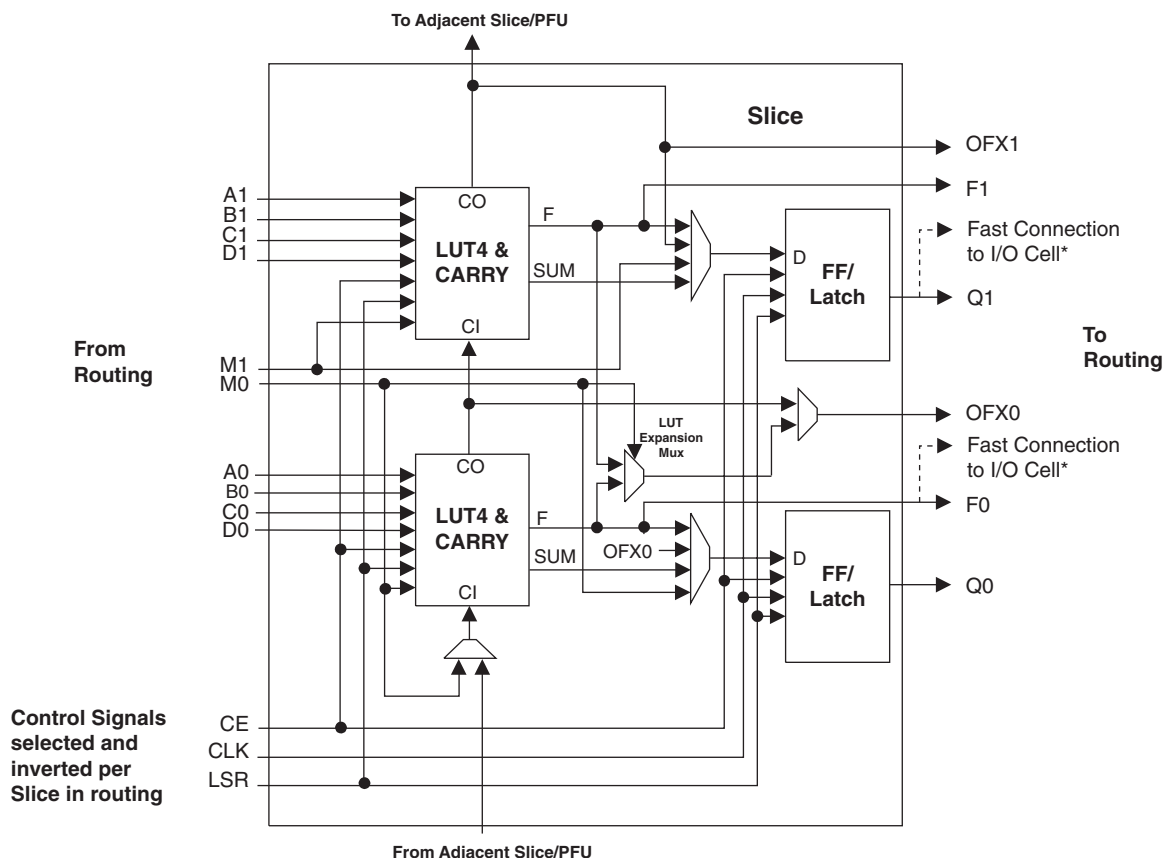 To Adjacent Slice/PFU
Slice
OFX1
F1
Fast Connection
to I/O Cell*
Q1
A1
B1
C1
D1
CO
LUT4 &
CARRY
CI
F
SUM
D
FF/
Latch
From
Routing
M1
M0
To
Routing
OFX0
LUT
Expansion
Mux
Fast Connection
to I/O Cell*
F0
A0
B0
C0
D0
CO
LUT4 &
CARRY
CI
F
OFX0
SUM
D
FF/
Latch
Q0
Control Signals
selected and
inverted per
Slice in routing
CE
CLK
LSR
From Adjacent Slice/PFU